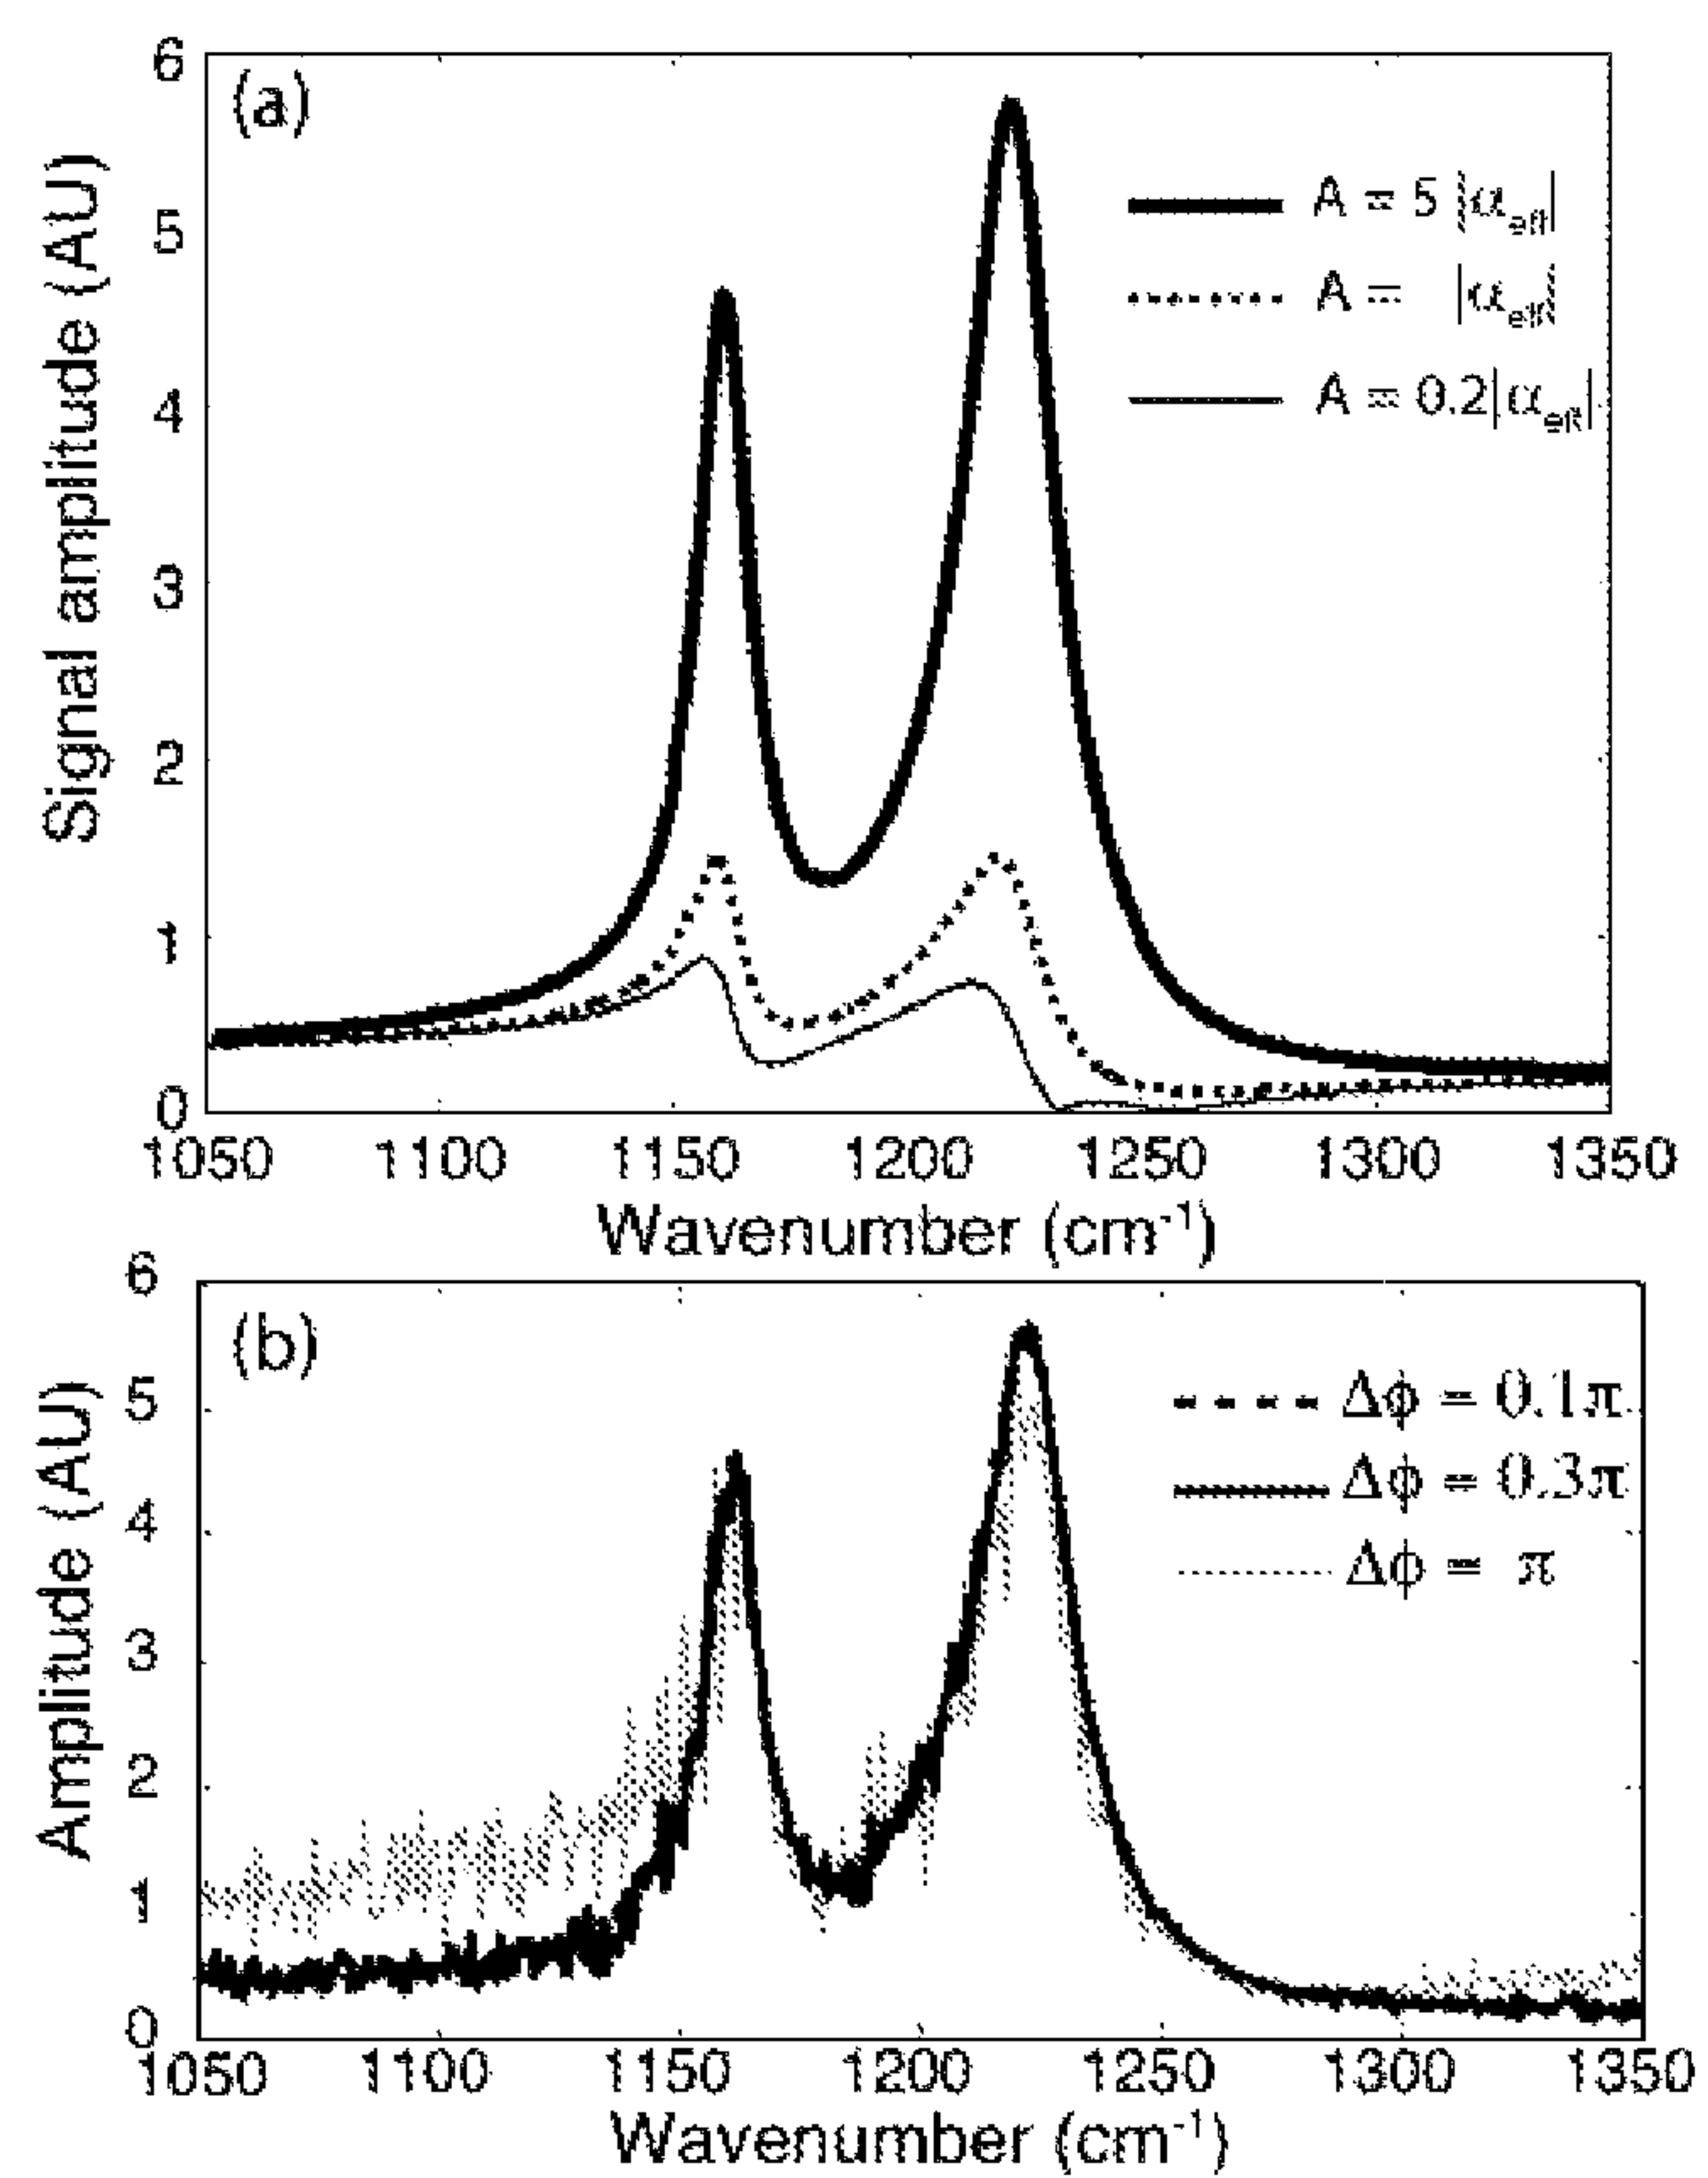 6
(a)
5
4
3
2
1
0
Signal amplitude (AU)
A = 5 |α_eff|
A = |α_eff|
A = 0.2|α_eff|
1050 1100 1150 1200 1250 1300 1350
Wavenumber (cm⁻¹)
6
(b)
5
4
3
2
1
0
Amplitude (AU)
Δϕ = 0.1π
Δϕ = 0.3π
Δϕ = π
1050 1100 1150 1200 1250 1300 1350
Wavenumber (cm⁻¹)